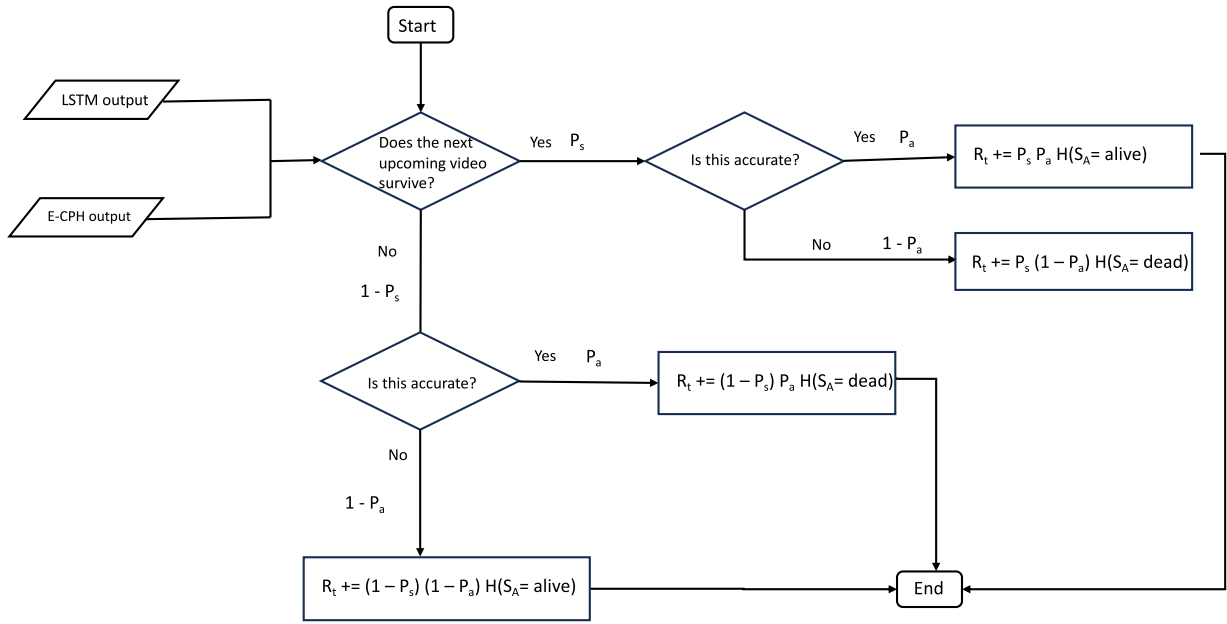 Start
LSTM output
E-CPH output
Does the next
upcoming video
survive?
Yes P_s
Is this accurate?
Yes P_a
R_t += P_s P_a H(S_A= alive)
No 1 - P_a
R_t += P_s (1 – P_a) H(S_A= dead)
No
1 - P_s
Is this accurate?
Yes P_a
R_t += (1 – P_s) P_a H(S_A= dead)
No
1 - P_a
R_t += (1 – P_s) (1 – P_a) H(S_A= alive)
End